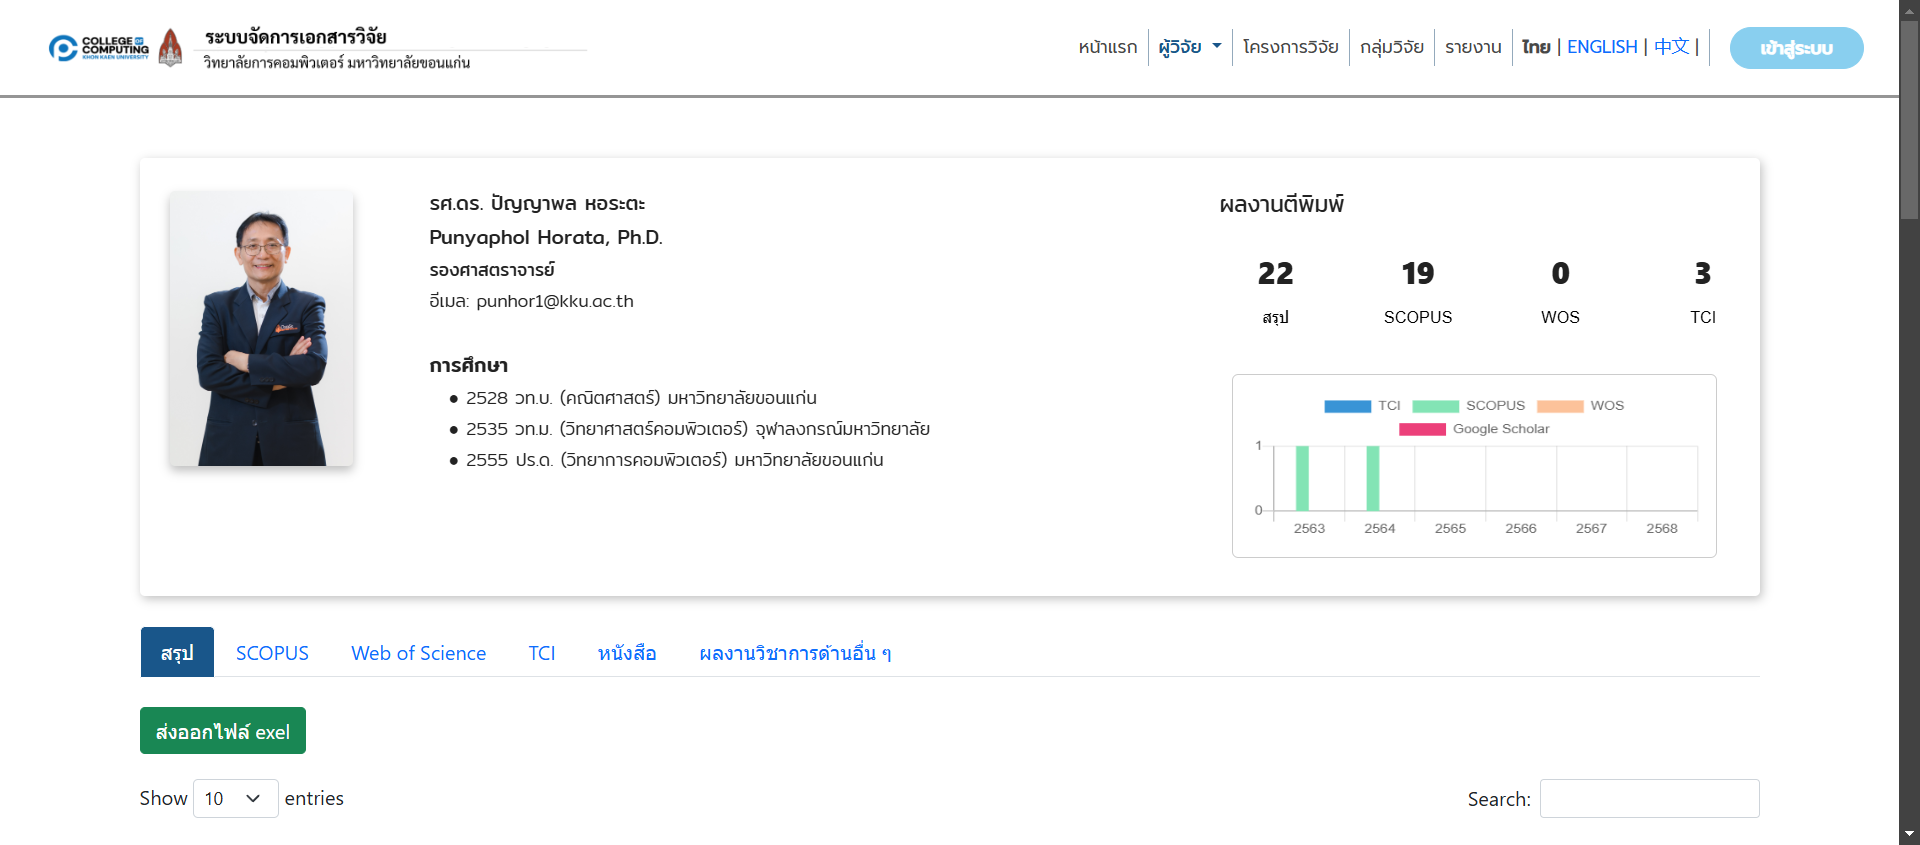 COLLEGE OF
COMPUTING
KHON KAEN UNIVERSITY
ระบบจัดการเอกสารวิจัย
วิทยาลัยการคอมพิวเตอร์ มหาวิทยาลัยขอนแก่น
หน้าแรก
ผู้วิจัย
โครงการวิจัย
กลุ่มวิจัย
รายงาน
ไทย | ENGLISH | 中文 |
เข้าสู่ระบบ
รศ.ดร. ปัญญาพล หอระตะ
Punyaphol Horata, Ph.D.
รองศาสตราจารย์
อีเมล: punhor1@kku.ac.th
การศึกษา
2528 วท.บ. (คณิตศาสตร์) มหาวิทยาลัยขอนแก่น
2535 วท.ม. (วิทยาศาสตร์คอมพิวเตอร์) จุฬาลงกรณ์มหาวิทยาลัย
2555 ปร.ด. (วิทยาการคอมพิวเตอร์) มหาวิทยาลัยขอนแก่น
ผลงานตีพิมพ์
22 19 0 3
สรุป SCOPUS WOS TCI
TCI SCOPUS WOS
Google Scholar
1
0
2563 2564 2565 2566 2567 2568
สรุป SCOPUS Web of Science TCI หนังสือ ผลงานวิชาการด้านอื่น ๆ
ส่งออกไฟล์ exel
Show 10 entries
Search: